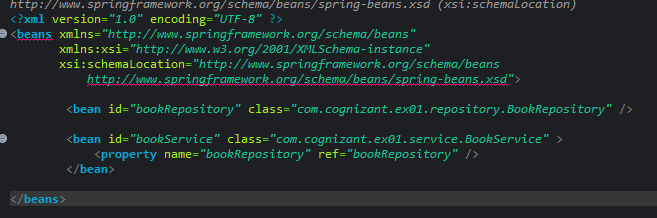 http://www.springframework.org/schema/beans/spring-beans.xsd (xsi:schemaLocation)
<?xml version="1.0" encoding="UTF-8" ?>
<beans xmlns="http://www.springframework.org/schema/beans"
xmlns:xsi="http://www.w3.org/2001/XMLSchema-instance"
xsi:schemaLocation="http://www.springframework.org/schema/beans
http://www.springframework.org/schema/beans/spring-beans.xsd">
<bean id="bookRepository" class="com.cognizant.ex01.repository.BookRepository" />
<bean id="bookService" class="com.cognizant.ex01.service.BookService" >
<property name="bookRepository" ref="bookRepository" />
</bean>
</beans>